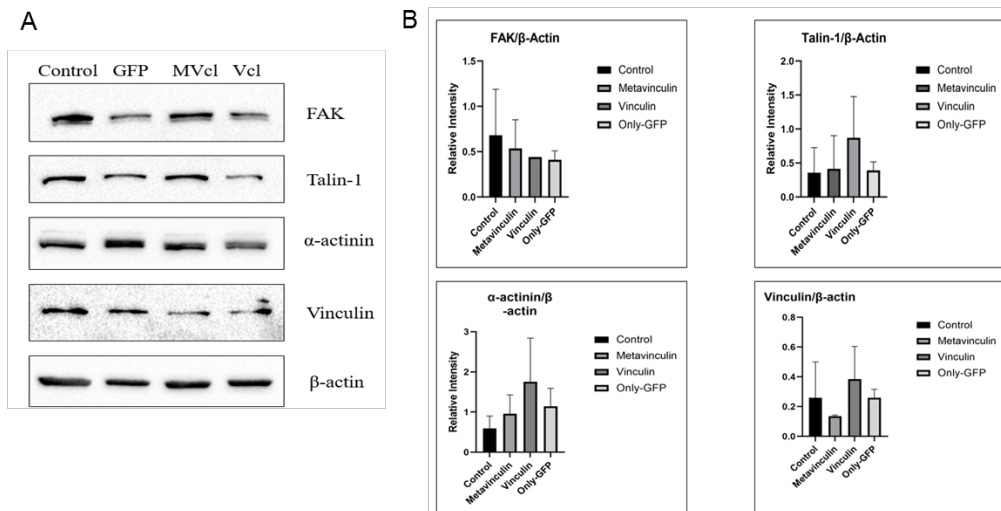 A
Control GFP MVcl Vcl
FAK
Talin-1
α-actinin
Vinculin
β-actin
B
FAK/β-Actin
Relative Intensity
1.5
1.0
0.5
0.0
Control
Metavinculin
Vinculin
Only-GFP
Control
Metavinculin
Vinculin
Only-GFP
Talin-1/β-Actin
Relative Intensity
2.0
1.5
1.0
0.5
0.0
Control
Metavinculin
Vinculin
Only-GFP
Control
Metavinculin
Vinculin
Only-GFP
α-actinin/β
-actin
Relative Intensity
3
2
1
0
Control
Metavinculin
Vinculin
Only-GFP
Control
Metavinculin
Vinculin
Only-GFP
Vinculin/β-actin
Relative Intensity
0.8
0.6
0.4
0.2
0.0
Control
Metavinculin
Vinculin
Only-GFP
Control
Metavinculin
Vinculin
Only-GFP